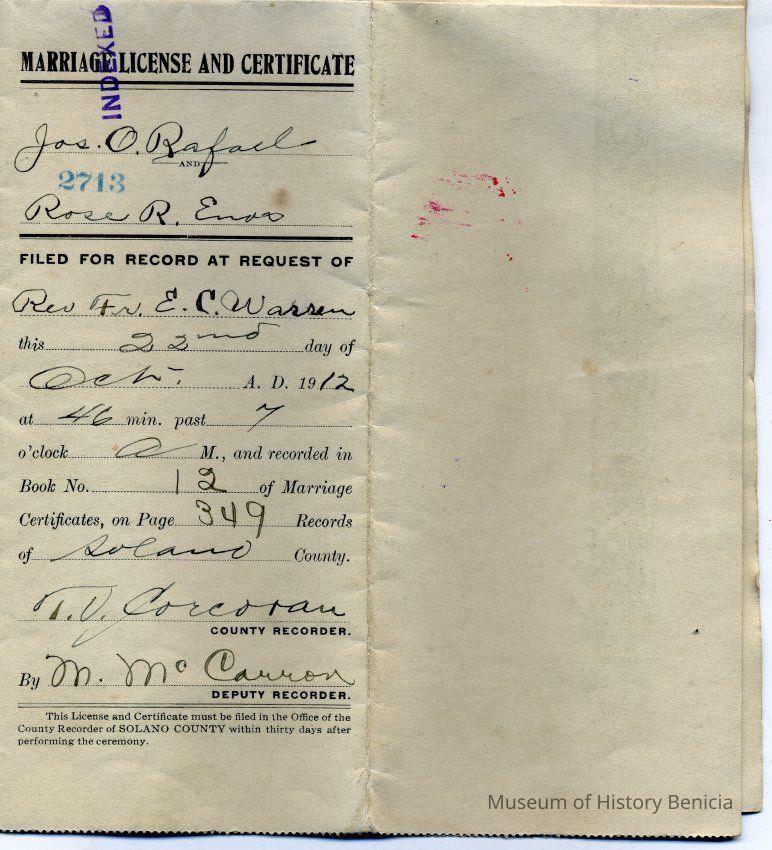 INDEXED
MARRIAGE LICENSE AND CERTIFICATE
Jos. O. Rafael
AND
2713
Rose R. Enos
FILED FOR RECORD AT REQUEST OF
Rev Fr. E. C. Warren
this 22nd day of
Oct. A. D. 1912
at 46 min. past 7
o'clock a M., and recorded in
Book No. 12 of Marriage
Certificates, on Page 349 Records
of Solano County.
T. D. Corcoran
COUNTY RECORDER.
By M. McCarron
DEPUTY RECORDER.
This License and Certificate must be filed in the Office of the
County Recorder of SOLANO COUNTY within thirty days after
performing the ceremony.
Museum of History Benicia